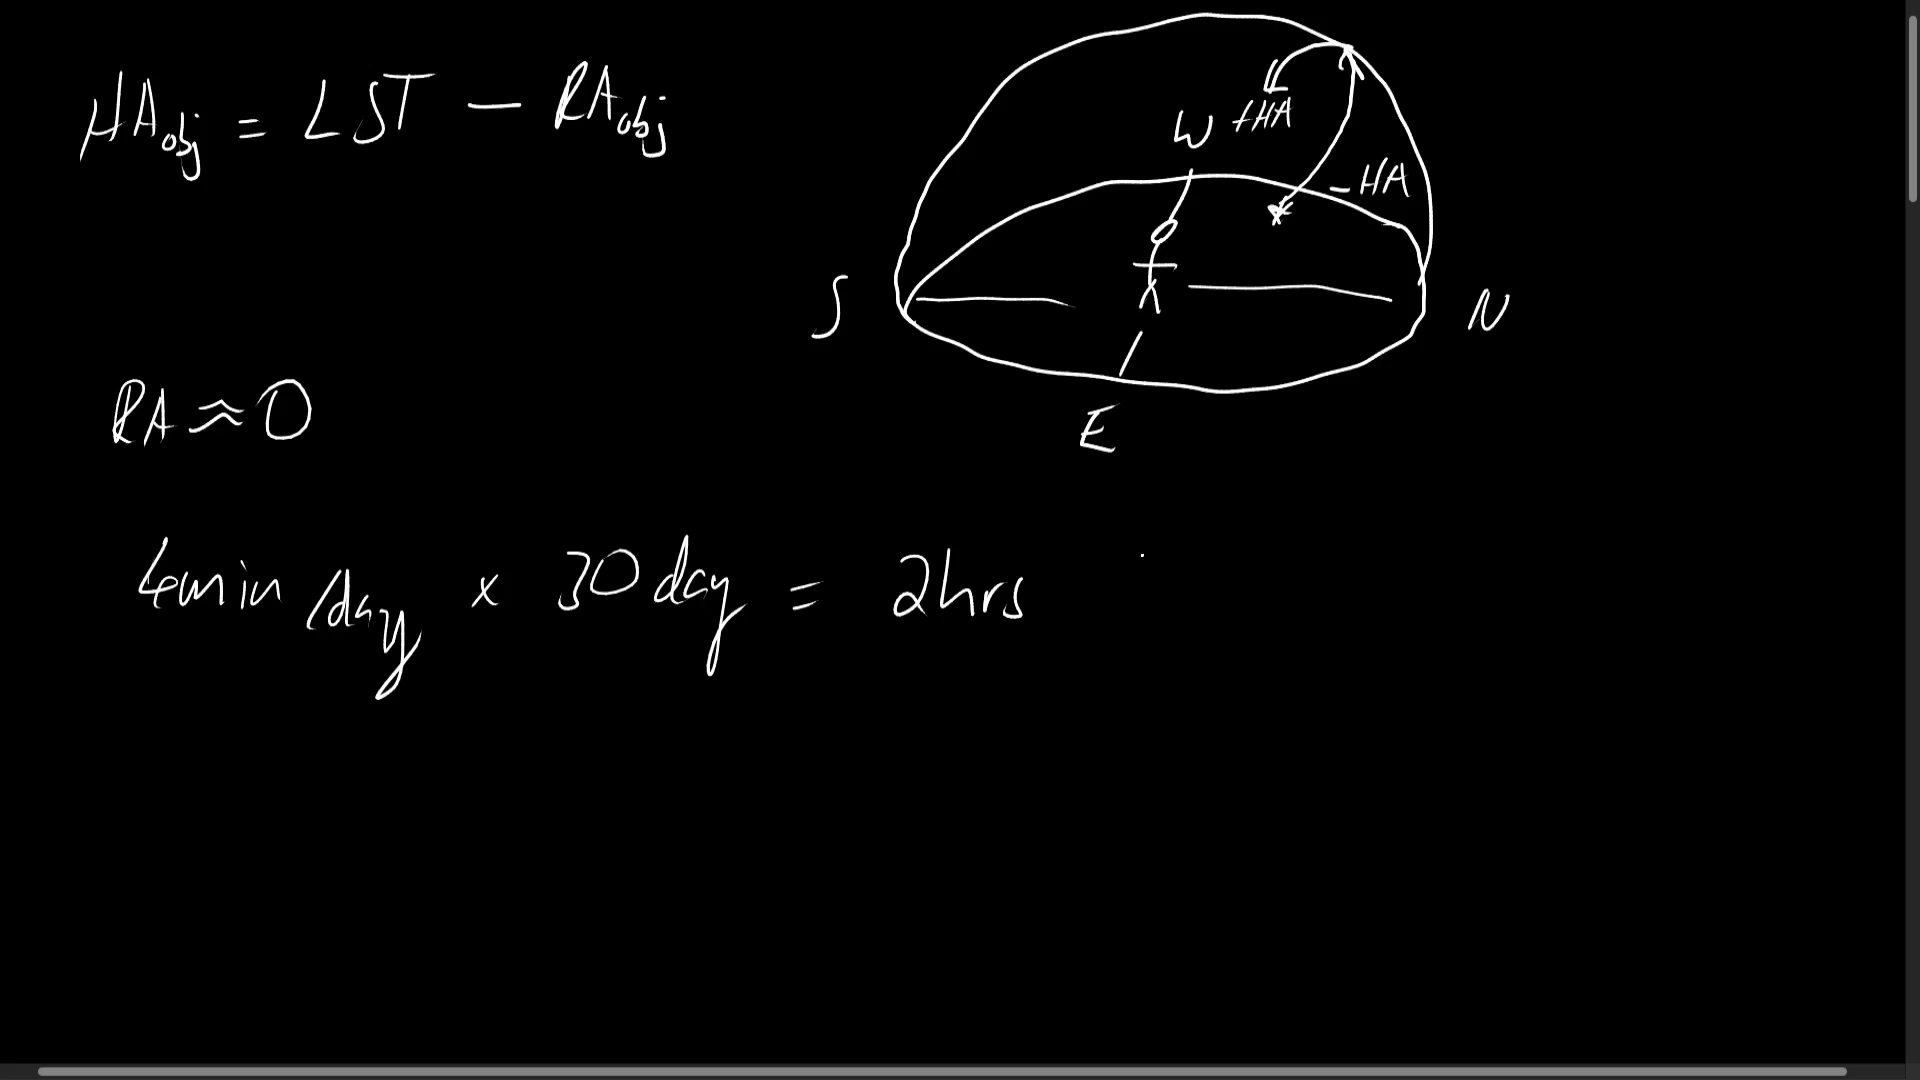 HAobj = LST − RAobj
W +HA
−HA
S
N
E
RA ≈ 0
4min/day × 30day = 2hrs